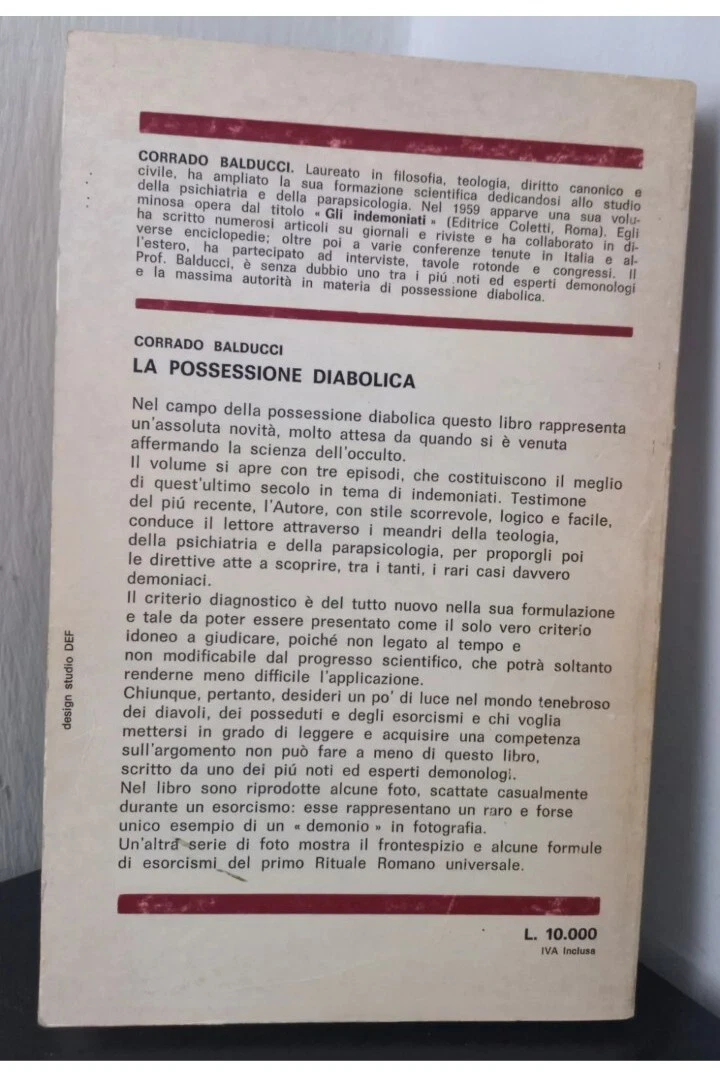 CORRADO BALDUCCI. Laureato in filosofia, teologia, diritto canonico e
civile, ha ampliato la sua formazione scientifica dedicandosi allo studio
della psichiatria e della parapsicologia. Nel 1959 apparve una sua volu-
minosa opera dal titolo « Gli indemoniati » (Editrice Coletti, Roma). Egli
ha scritto numerosi articoli su giornali e riviste e ha collaborato in di-
verse enciclopedie; oltre poi a varie conferenze tenute in Italia e al-
l'estero, ha partecipato ad interviste, tavole rotonde e congressi. Il
Prof. Balducci, è senza dubbio uno tra i piú noti ed esperti demonologi
e la massima autorità in materia di possessione diabolica.
CORRADO BALDUCCI
LA POSSESSIONE DIABOLICA
Nel campo della possessione diabolica questo libro rappresenta
un'assoluta novità, molto attesa da quando si è venuta
affermando la scienza dell'occulto.
Il volume si apre con tre episodi, che costituiscono il meglio
di quest'ultimo secolo in tema di indemoniati. Testimone
del piú recente, l'Autore, con stile scorrevole, logico e facile,
conduce il lettore attraverso i meandri della teologia,
della psichiatria e della parapsicologia, per proporgli poi
le direttive atte a scoprire, tra i tanti, i rari casi davvero
demoniaci.
Il criterio diagnostico è del tutto nuovo nella sua formulazione
e tale da poter essere presentato come il solo vero criterio
idoneo a giudicare, poiché non legato al tempo e
non modificabile dal progresso scientifico, che potrà soltanto
renderne meno difficile l'applicazione.
Chiunque, pertanto, desideri un po' di luce nel mondo tenebroso
dei diavoli, dei posseduti e degli esorcismi e chi voglia
mettersi in grado di leggere e acquisire una competenza
sull'argomento non può fare a meno di questo libro,
scritto da uno dei piú noti ed esperti demonologi.
Nel libro sono riprodotte alcune foto, scattate casualmente
durante un esorcismo: esse rappresentano un raro e forse
unico esempio di un « demonio » in fotografia.
Un'altra serie di foto mostra il frontespizio e alcune formule
di esorcismi del primo Rituale Romano universale.
design studio DEF
L. 10.000
IVA Inclusa